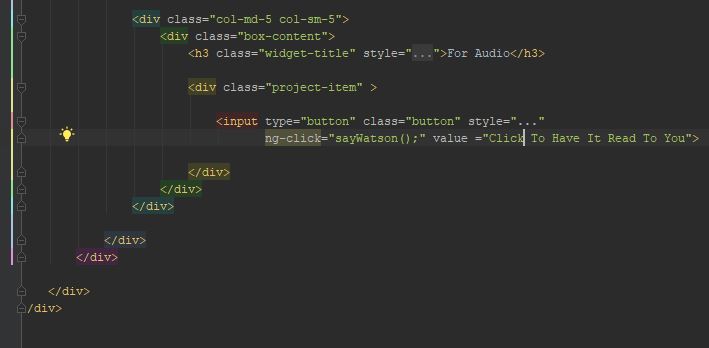 <div class="col-md-5 col-sm-5">
<div class="box-content">
<h3 class="widget-title" style="...">For Audio</h3>
<div class="project-item" >
<input type="button" class="button" style="..."
ng-click="sayWatson();" value ="Click To Have It Read To You">
</div>
</div>
</div>
</div>
</div>
</div>
/div>